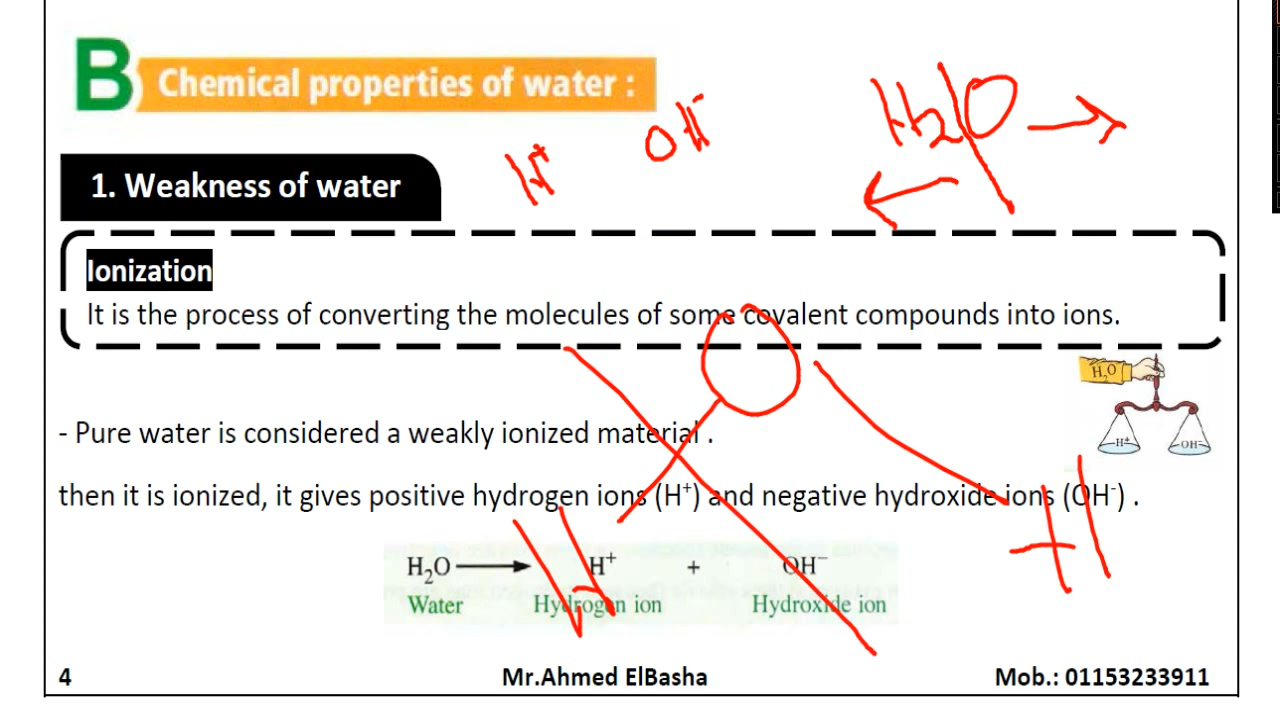 B Chemical properties of water :
H⁺ OH⁻ H₂O
1. Weakness of water
Ionization
It is the process of converting the molecules of some covalent compounds into ions.
O
H H
H₂O
H⁺ OH⁻
- Pure water is considered a weakly ionized material .
then it is ionized, it gives positive hydrogen ions (H⁺) and negative hydroxide ions (OH⁻) .
H₂O ⟶ H⁺ + OH⁻
Water Hydrogen ion Hydroxide ion
4 Mr.Ahmed ElBasha Mob.: 01153233911